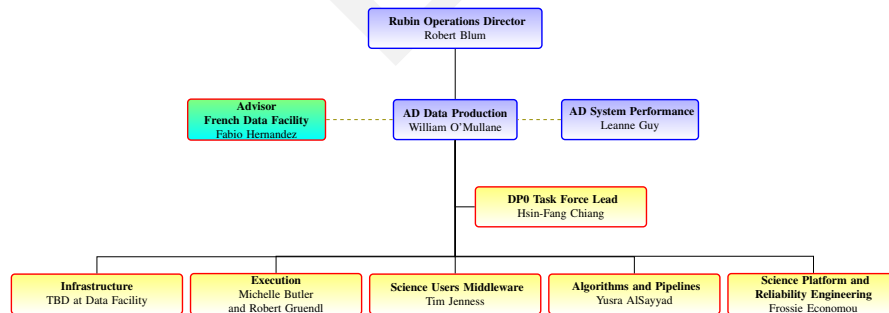 Rubin Operations Director
Robert Blum
Advisor
French Data Facility
Fabio Hernandez
AD Data Production
William O'Mullane
AD System Performance
Leanne Guy
DP0 Task Force Lead
Hsin-Fang Chiang
Infrastructure
TBD at Data Facility
Execution
Michelle Butler
and Robert Gruendl
Science Users Middleware
Tim Jenness
Algorithms and Pipelines
Yusra AlSayyad
Science Platform and
Reliability Engineering
Frossie Economou